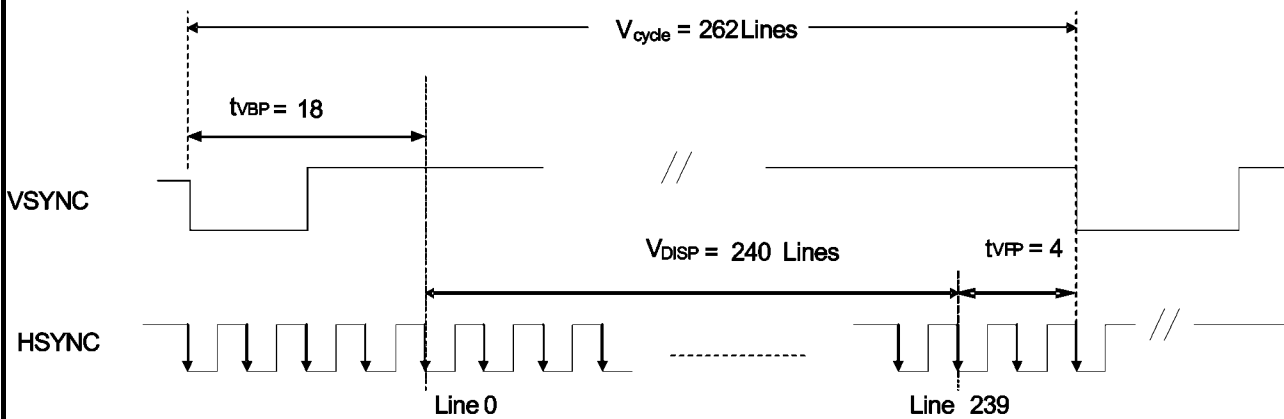 Vcycle = 262 Lines
tVBP = 18
VSYNC
VDISP = 240 Lines
tVFP = 4
HSYNC
Line 0
Line 239